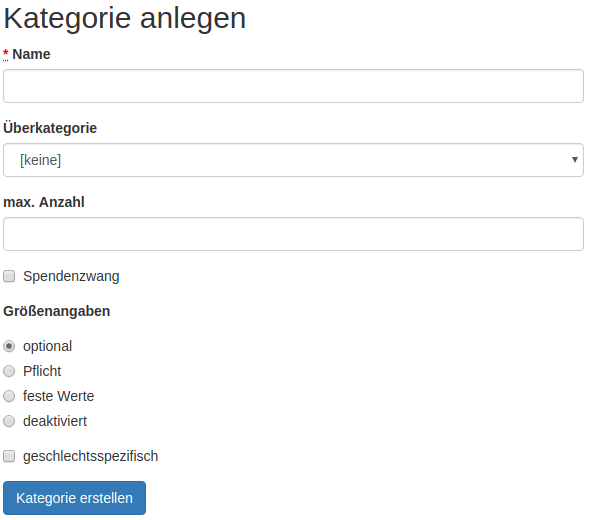 Kategorie anlegen
* Name
Überkategorie
[keine]
max. Anzahl
Spendenzwang
Größenangaben
optional
Pflicht
feste Werte
deaktiviert
geschlechtsspezifisch
Kategorie erstellen